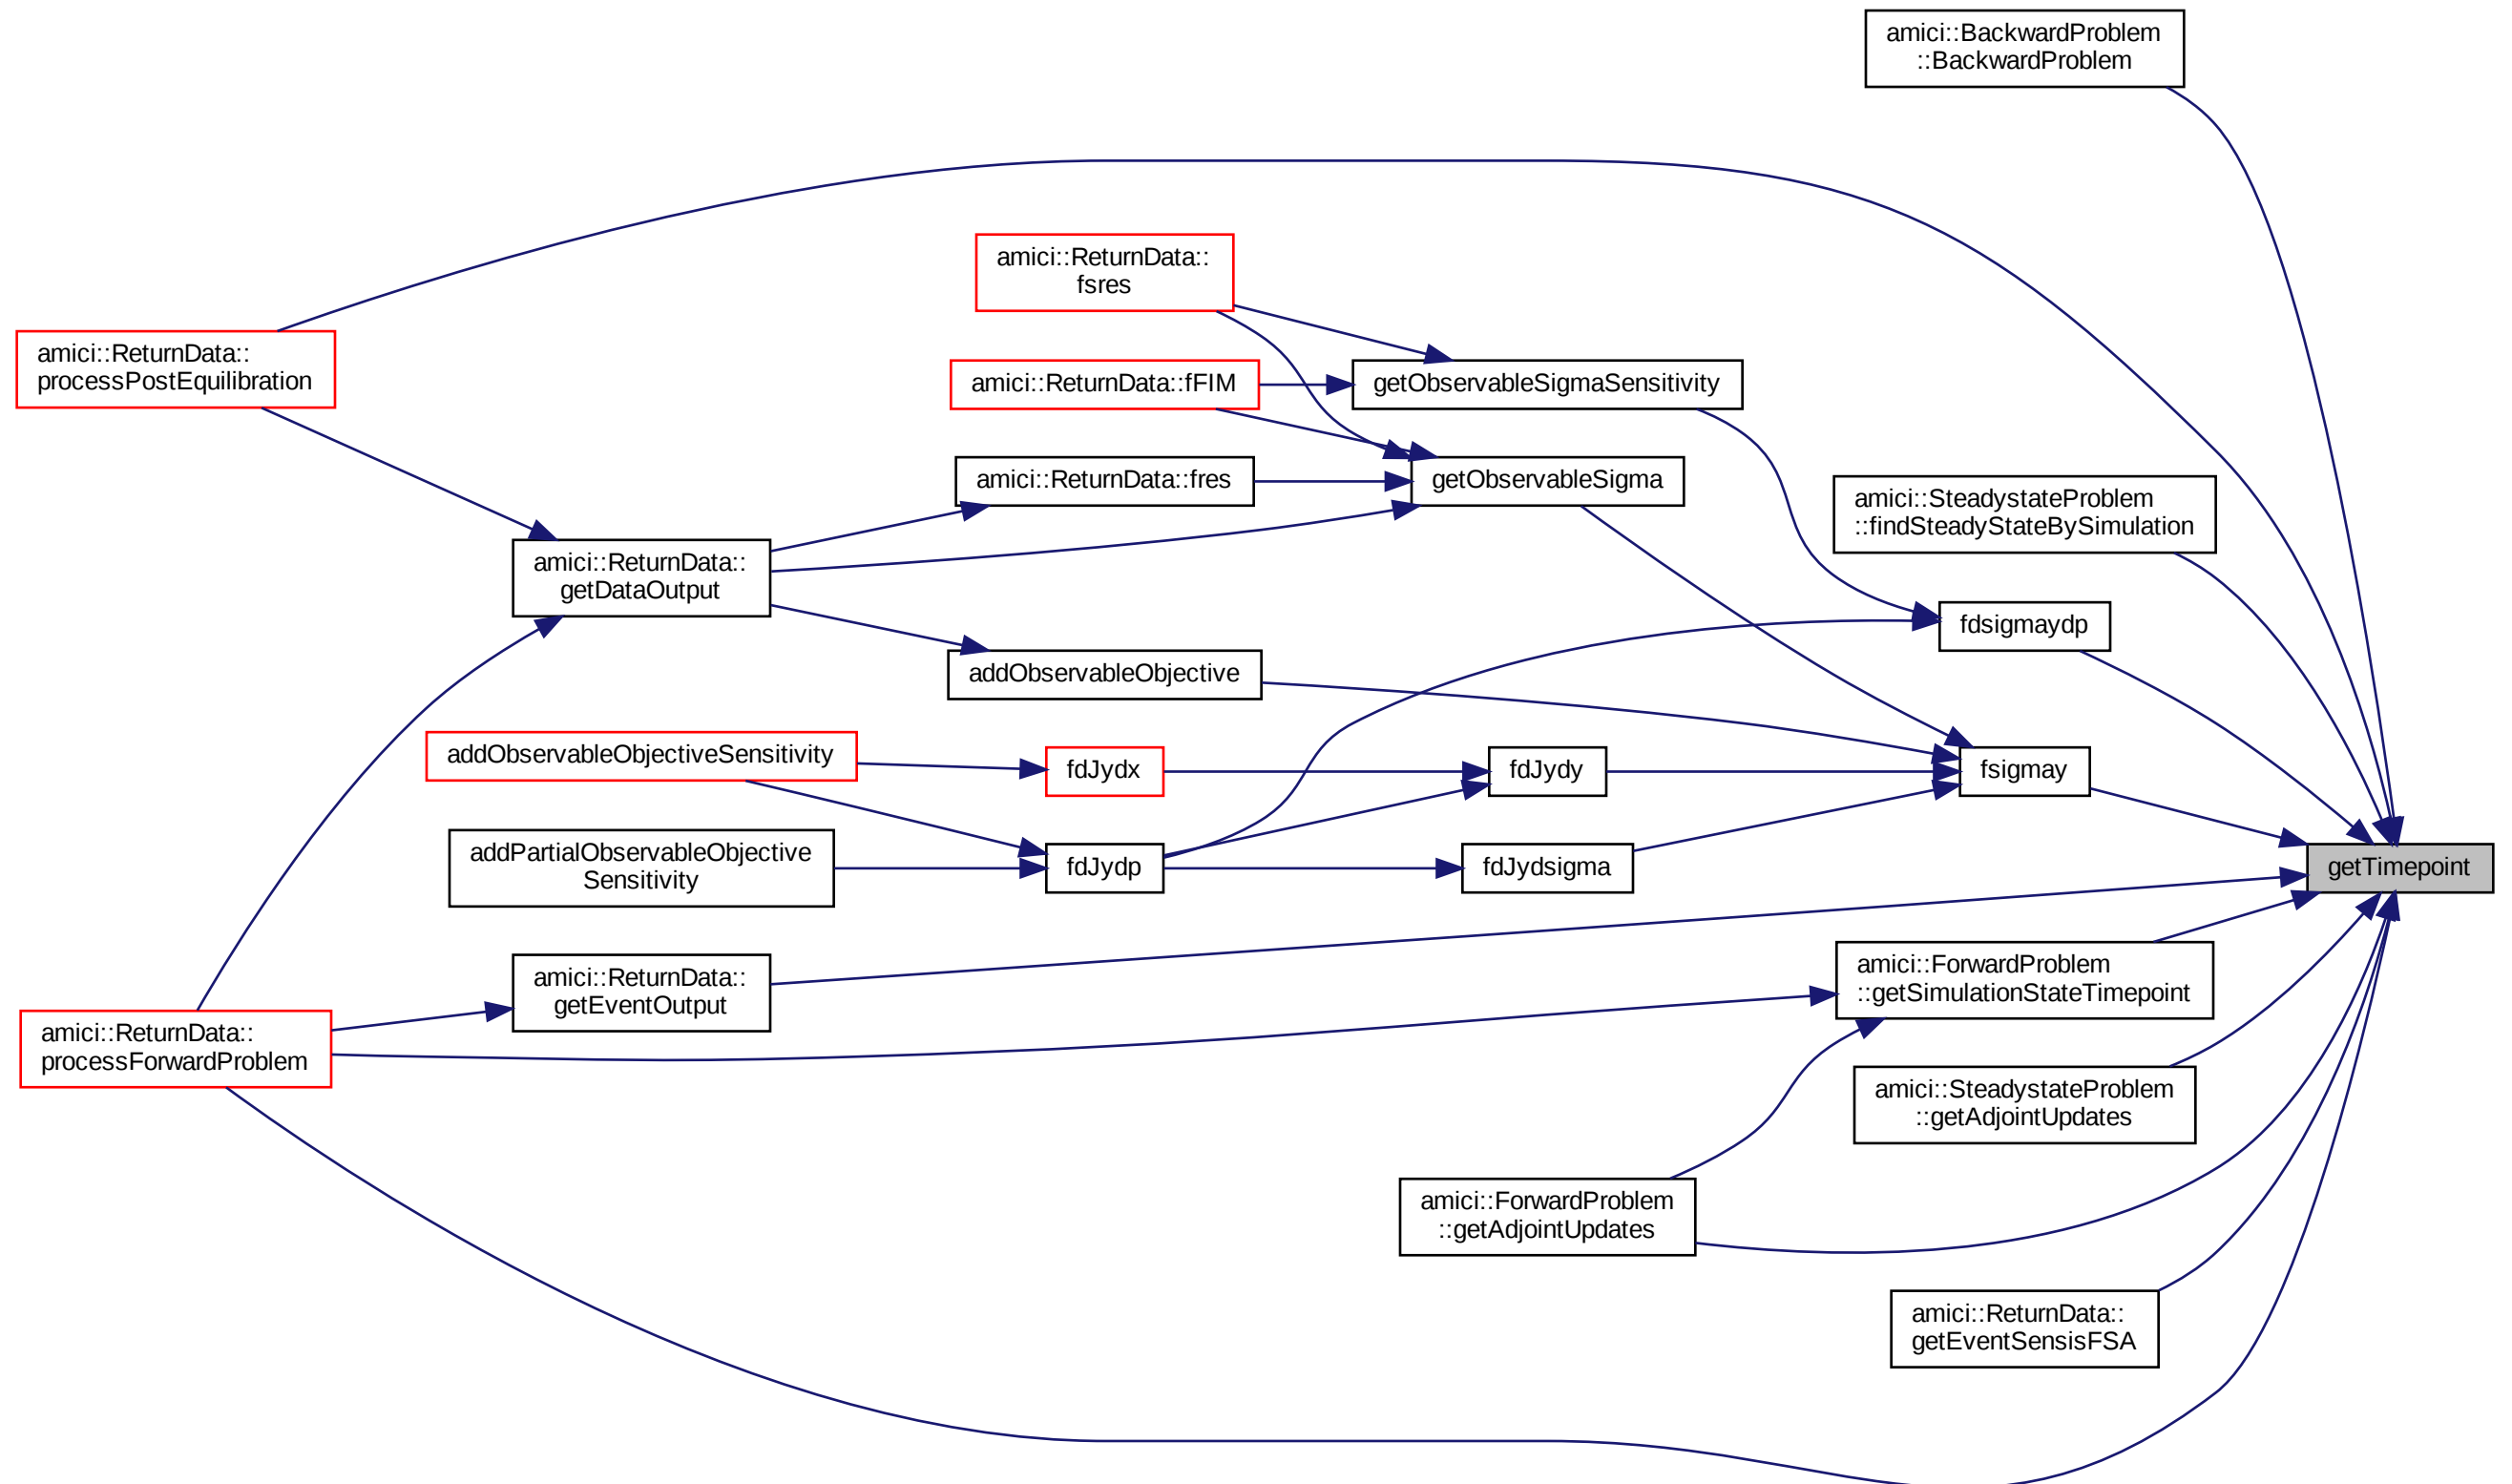 amici::BackwardProblem
::BackwardProblem
amici::ReturnData::
fsres
amici::ReturnData::
processPostEquilibration
amici::ReturnData::fFIM
getObservableSigmaSensitivity
amici::ReturnData::fres
getObservableSigma
amici::SteadystateProblem
::findSteadyStateBySimulation
amici::ReturnData::
getDataOutput
fdsigmaydp
addObservableObjective
addObservableObjectiveSensitivity
fdJydx
fdJydy
fsigmay
addPartialObservableObjective
Sensitivity
fdJydp
fdJydsigma
getTimepoint
amici::ReturnData::
getEventOutput
amici::ForwardProblem
::getSimulationStateTimepoint
amici::ReturnData::
processForwardProblem
amici::SteadystateProblem
::getAdjointUpdates
amici::ForwardProblem
::getAdjointUpdates
amici::ReturnData::
getEventSensisFSA